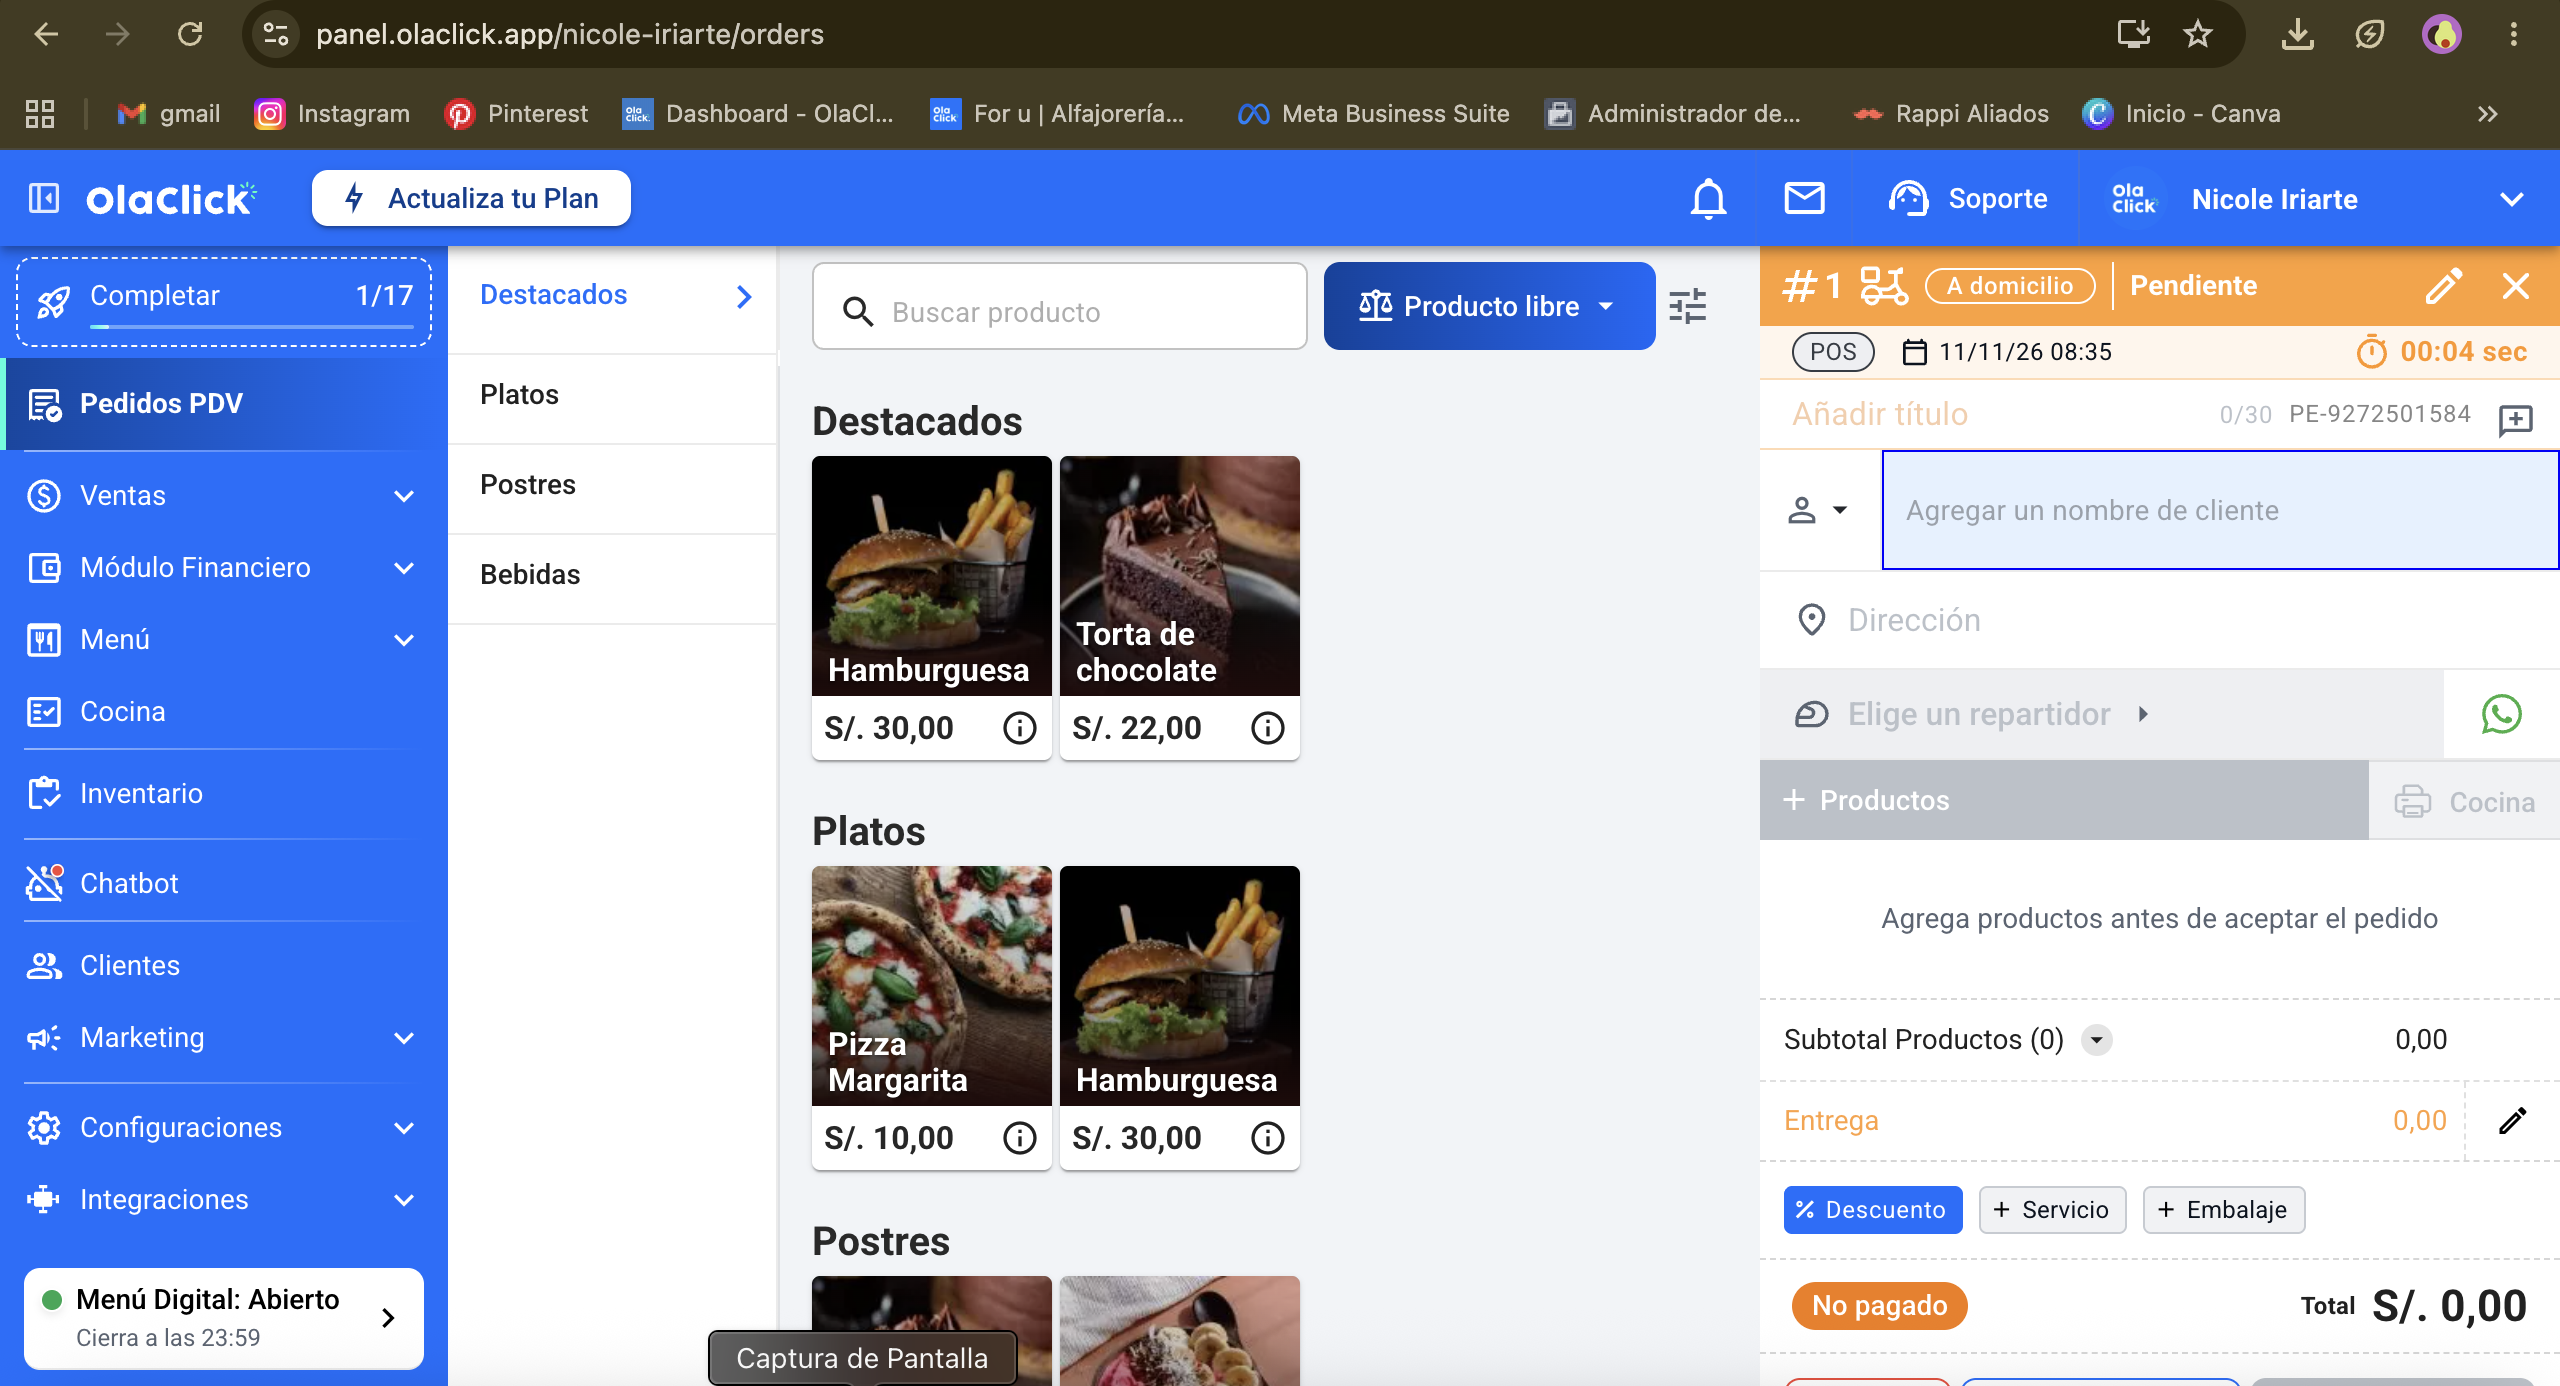 panel.olaclick.app/nicole-iriarte/orders
gmail
Instagram
Pinterest
Dashboard - OlaCl...
For u | Alfajorería...
Meta Business Suite
Administrador de...
Rappi Aliados
Inicio - Canva
OlaClick
Actualiza tu Plan
Soporte
Ola Click
Nicole Iriarte
Completar 1/17
Pedidos PDV
Ventas
Módulo Financiero
Menú
Cocina
Inventario
Chatbot
Clientes
Marketing
Configuraciones
Integraciones
Menú Digital: Abierto
Cierra a las 23:59
Destacados
Platos
Postres
Bebidas
Buscar producto
Producto libre
Destacados
Hamburguesa
S/. 30,00
Torta de
chocolate
S/. 22,00
Platos
Pizza
Margarita
S/. 10,00
Hamburguesa
S/. 30,00
Postres
Captura de Pantalla
#1 A domicilio Pendiente
POS 11/11/26 08:35 00:04 sec
Añadir título 0/30 PE-9272501584
Agregar un nombre de cliente
Dirección
Elige un repartidor
+ Productos
Cocina
Agrega productos antes de aceptar el pedido
Subtotal Productos (0) 0,00
Entrega 0,00
% Descuento
+ Servicio
+ Embalaje
No pagado
Total S/. 0,00